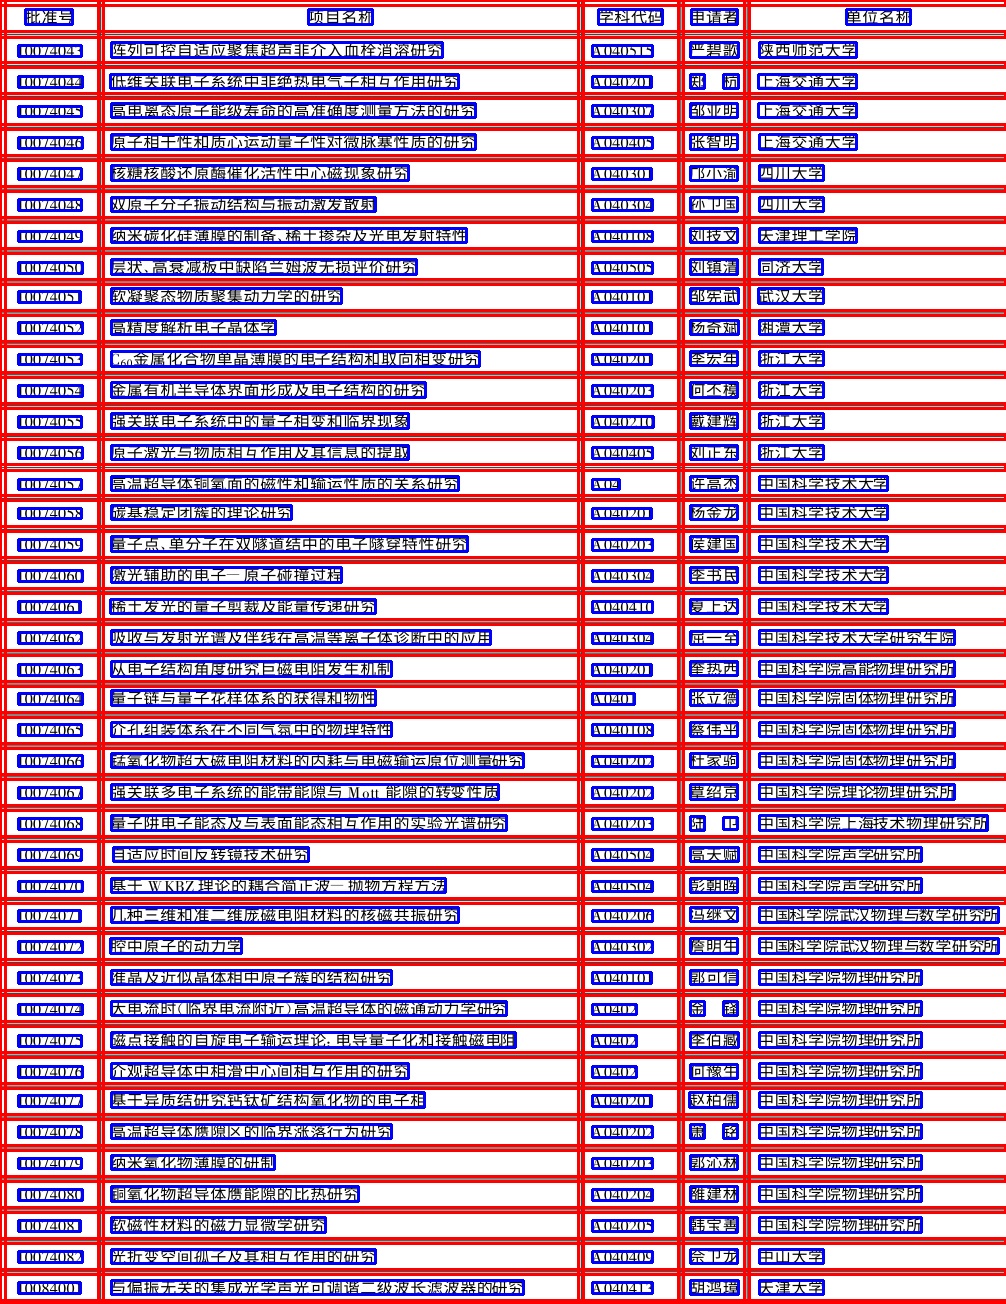 批准号 项目名称 学科代码 申请者 单位名称
10074043 阵列可控自适应聚焦超声非介入血栓消溶研究 A040515 严碧歌 陕西师范大学
10074044 低维关联电子系统中非绝热电气子相互作用研究 A040201 郑 杭 上海交通大学
10074045 高电离态原子能级寿命的高准确度测量方法的研究 A040307 邹亚明 上海交通大学
10074046 原子相干性和质心运动量子性对微脉塞性质的研究 A040405 张智明 上海交通大学
10074047 核糖核酸还原酶催化活性中心磁现象研究 A040301 邝小渝 四川大学
10074048 双原子分子振动结构与振动激发散射 A040304 孙卫国 四川大学
10074049 纳米碳化硅薄膜的制备、稀土掺杂及光电发射特性 A040108 刘技文 天津理工学院
10074050 层状、高衰减板中缺陷兰姆波无损评价研究 A040505 刘镇清 同济大学
10074051 软凝聚态物质聚集动力学的研究 A040101 邹宪武 武汉大学
10074052 高精度解析电子晶体学 A040101 杨奇斌 湘潭大学
10074053 C₆₀金属化合物单晶薄膜的电子结构和取向相变研究 A040201 李宏年 浙江大学
10074054 金属有机半导体界面形成及电子结构的研究 A040203 何丕模 浙江大学
10074055 强关联电子系统中的量子相变和临界现象 A040210 戴建辉 浙江大学
10074056 原子激光与物质相互作用及其信息的提取 A040405 刘正东 浙江大学
10074057 高温超导体铜氧面的磁性和输运性质的关系研究 A04 许高杰 中国科学技术大学
10074058 碳基稳定团簇的理论研究 A040201 杨金龙 中国科学技术大学
10074059 量子点、单分子在双隧道结中的电子隧穿特性研究 A040203 侯建国 中国科学技术大学
10074060 激光辅助的电子—原子碰撞过程 A040304 李书民 中国科学技术大学
10074061 稀土发光的量子剪裁及能量传递研究 A040410 夏上达 中国科学技术大学
10074062 吸收与发射光谱及伴线在高温等离子体诊断中的应用 A040304 屈一至 中国科学技术大学研究生院
10074063 从电子结构角度研究巨磁电阻发生机制 A040201 奎热西 中国科学院高能物理研究所
10074064 量子链与量子花样体系的获得和物性 A0401 张立德 中国科学院固体物理研究所
10074065 介孔组装体系在不同气氛中的物理特性 A040108 蔡伟平 中国科学院固体物理研究所
10074066 锰氧化物超大磁电阻材料的内耗与电磁输运原位测量研究 A040202 杜家驹 中国科学院固体物理研究所
10074067 强关联多电子系统的能带能隙与 Mott 能隙的转变性质 A040202 覃绍京 中国科学院理论物理研究所
10074068 量子阱电子能态及与表面能态相互作用的实验光谱研究 A040203 陆 卫 中国科学院上海技术物理研究所
10074069 自适应时间反转镜技术研究 A040504 高天赋 中国科学院声学研究所
10074070 基于 WKBZ 理论的耦合简正波—抛物方程方法 A040504 彭朝晖 中国科学院声学研究所
10074071 几种三维和准二维庞磁电阻材料的核磁共振研究 A040206 冯继文 中国科学院武汉物理与数学研究所
10074072 控中原子的动力学 A040302 詹明生 中国科学院武汉物理与数学研究所
10074073 准晶及近似晶体相中原子簇的结构研究 A040101 郭可信 中国科学院物理研究所
10074074 大电流时(临界电流附近)高温超导体的磁通动力学研究 A0402 金 铎 中国科学院物理研究所
10074075 磁点接触的自旋电子输运理论:电导量子化和接触磁电阻 A0402 李伯臧 中国科学院物理研究所
10074076 介观超导体中相滑中心间相互作用的研究 A0402 何豫生 中国科学院物理研究所
10074077 基于异质结研究钙钛矿结构氧化物的电子相 A040201 赵柏儒 中国科学院物理研究所
10074078 高温超导体赝隙区的临界涨落行为研究 A040202 萧 铭 中国科学院物理研究所
10074079 纳米氧化物薄膜的研制 A040203 郭沁林 中国科学院物理研究所
10074080 铜氧化物超导体赝能隙的比热研究 A040204 雒建林 中国科学院物理研究所
10074081 软磁性材料的磁力显微学研究 A040205 韩宝善 中国科学院物理研究所
10074082 光折变空间孤子及其相互作用的研究 A040409 佘卫龙 中山大学
10084001 与偏振无关的集成光学声光可调谐二级波长滤波器的研究 A040413 胡鸿璋 天津大学